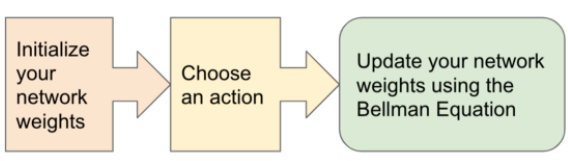 Initialize
your
network
weights
Choose
an action
Update your network
weights using the
Bellman Equation